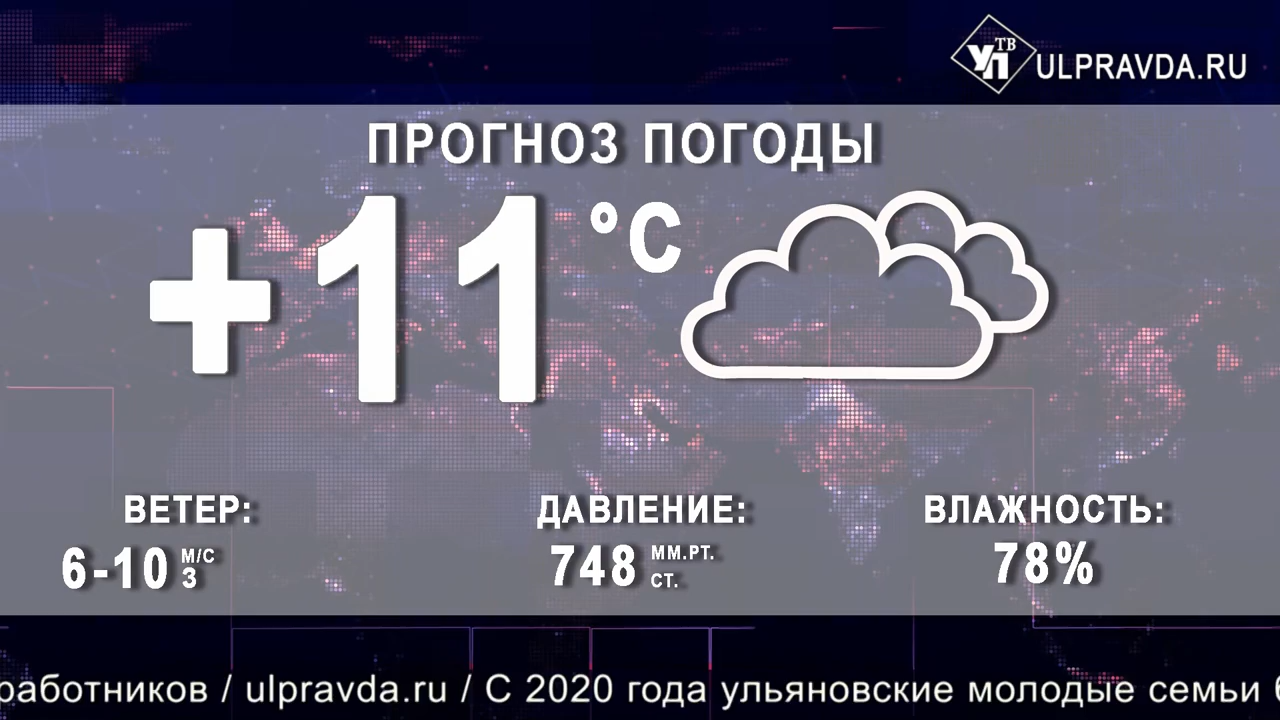 УП ТВ ULPRAVDA.RU
ПРОГНОЗ ПОГОДЫ
+11 °C
ВЕТЕР: ДАВЛЕНИЕ: ВЛАЖНОСТЬ:
6-10 М/С З 748 ММ.РТ. СТ. 78%
работников / ulpravda.ru / С 2020 года ульяновские молодые семьи